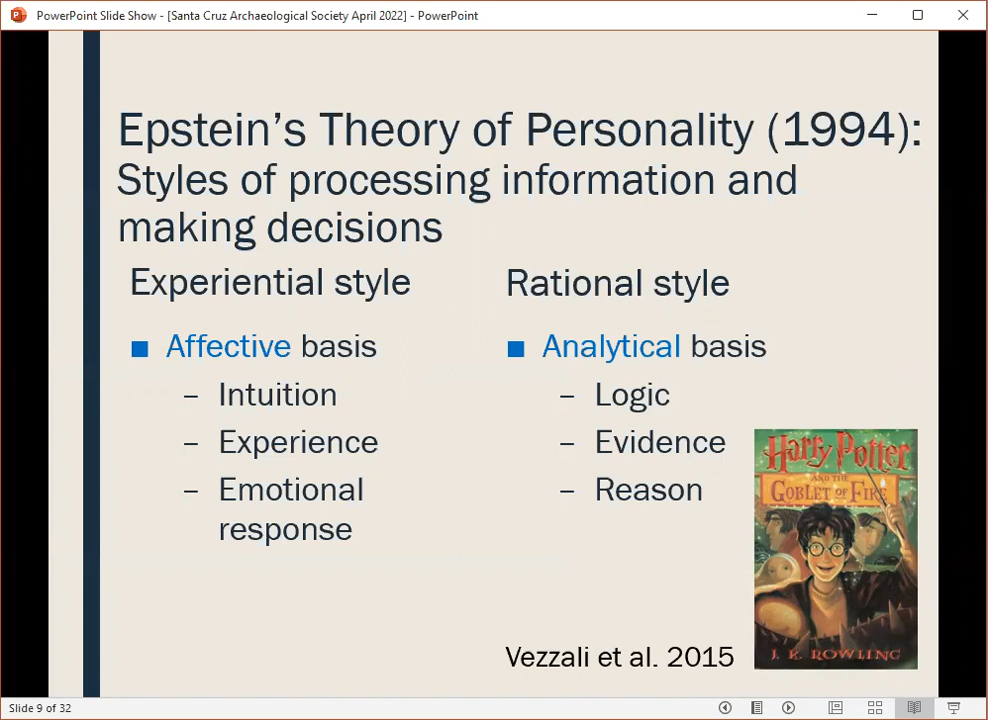 PowerPoint Slide Show - [Santa Cruz Archaeological Society April 2022] - PowerPoint
Epstein’s Theory of Personality (1994):
Styles of processing information and
making decisions
Experiential style
■ Affective basis
– Intuition
– Experience
– Emotional
response
Rational style
■ Analytical basis
– Logic
– Evidence
– Reason
Harry Potter
AND THE
GOBLET OF FIRE
J. K. ROWLING
Vezzali et al. 2015
Slide 9 of 32